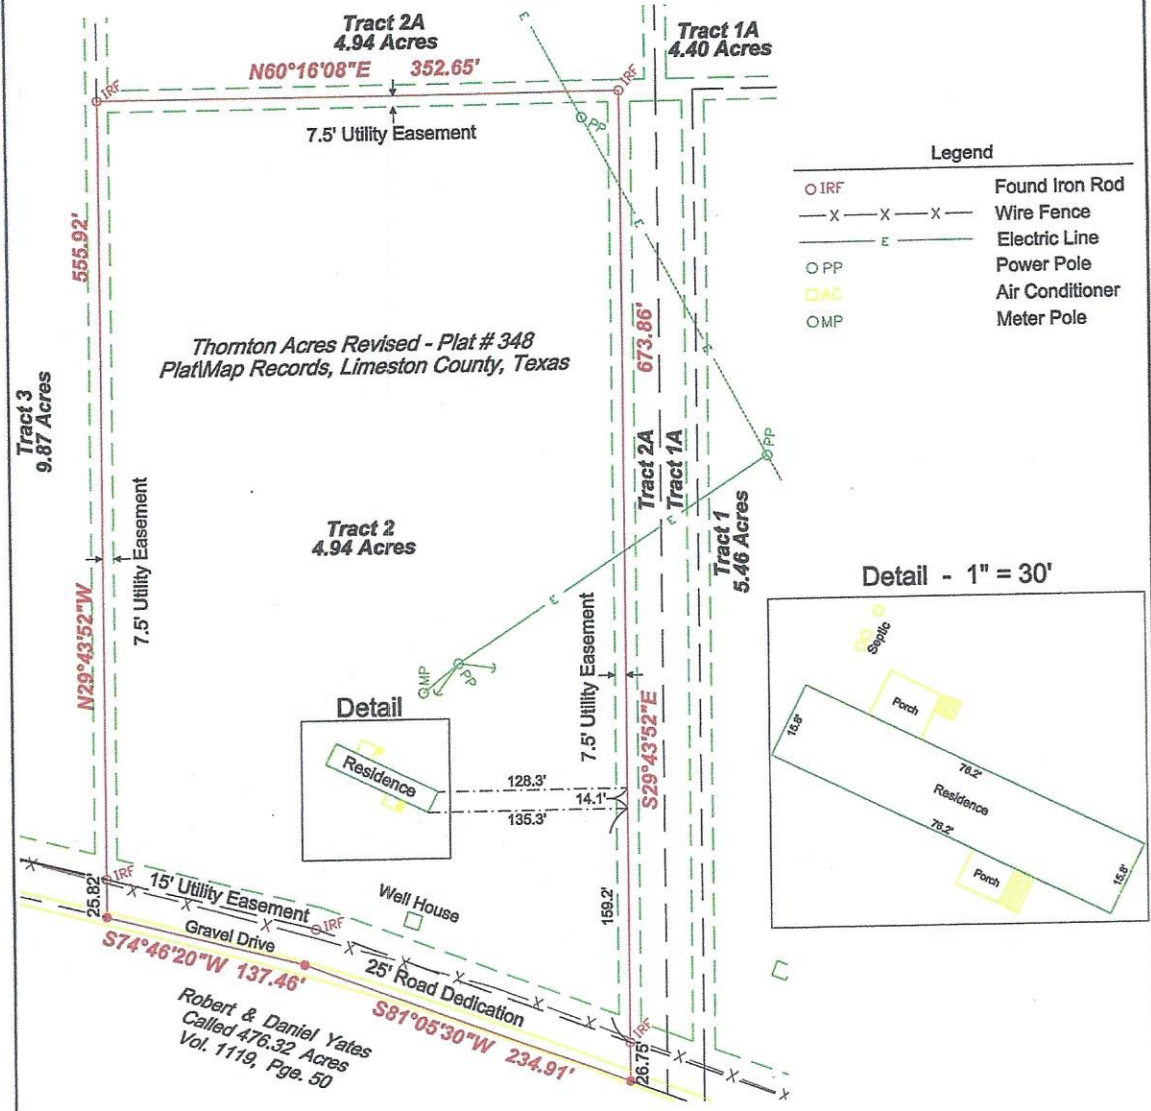 Tract 2A
4.94 Acres
Tract 1A
4.40 Acres
N60°16'08"E 352.65'
IRF
IRF
E
PP
7.5' Utility Easement
Legend
IRF Found Iron Rod
X X X Wire Fence
E Electric Line
PP Power Pole
AC Air Conditioner
MP Meter Pole
555.92'
E
673.86'
E
Thornton Acres Revised - Plat # 348
Plat\Map Records, Limeston County, Texas
Tract 3
9.87 Acres
Tract 2A
Tract 1A
PP
7.5' Utility Easement
Tract 2
4.94 Acres
E
Tract 1
5.46 Acres
N29°43'52"W
E
7.5' Utility Easement
MP
PP
S29°43'52"E
Detail
Residence
128.3'
14.1'
135.3'
Detail - 1" = 30'
Septic
Porch
15.8'
76.2'
Residence
76.2'
Porch
15.8'
159.2'
X
IRF
25.82'
15' Utility Easement
IRF
Well House
Gravel Drive
25' Road Dedication
S74°46'20"W 137.46'
S81°05'30"W 234.91'
IRF
26.75'
Robert & Daniel Yates
Called 476.32 Acres
Vol. 1119, Pge. 50